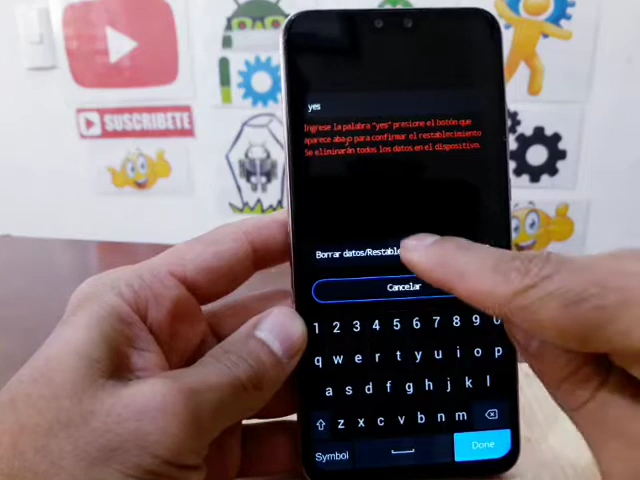 SUSCRIBETE
yes
Ingrese la palabra "yes" presione el botón que
aparece abajo para confirmar el restablecimiento
Se eliminarán todos los datos en el dispositivo.
Borrar datos/Restable
Cancelar
1 2 3 4 5 6 7 8 9 0
q w e r t y u i o p
a s d f g h j k l
z x c v b n m
Symbol Done